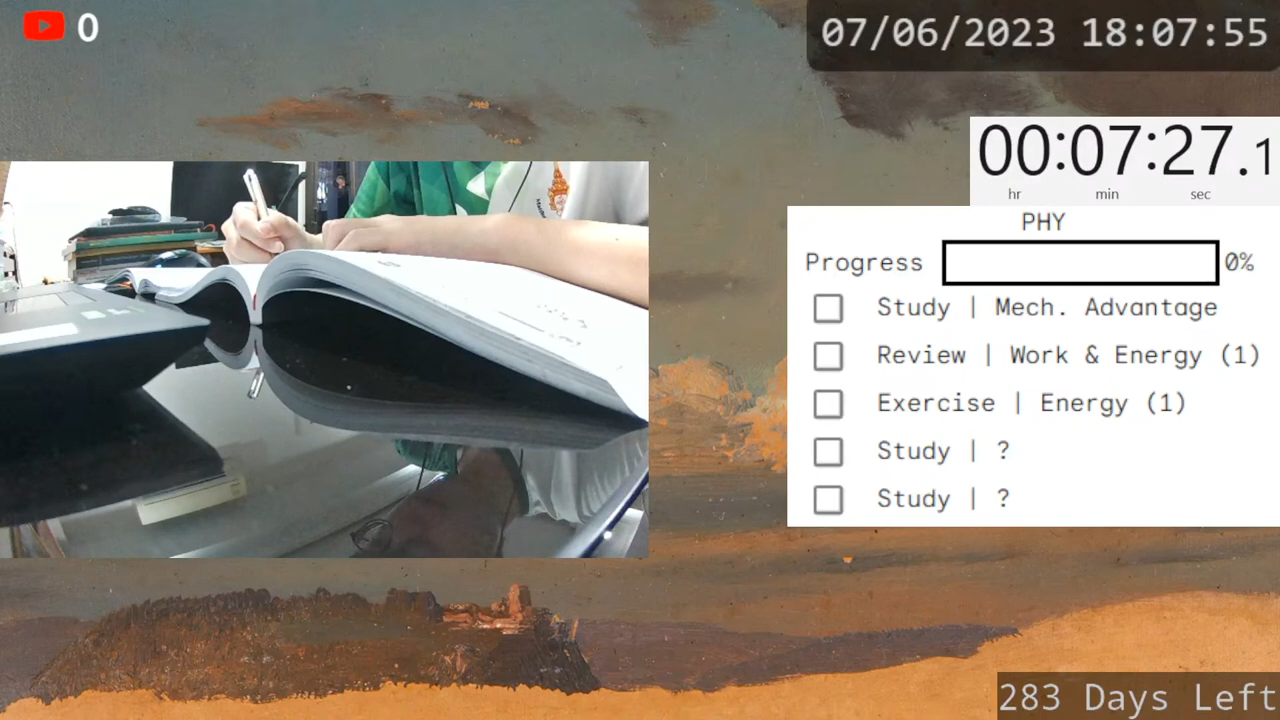 0
07/06/2023 18:07:55
00:07:27.1
hr min sec
PHY
Progress 0%
Study | Mech. Advantage
Review | Work & Energy (1)
Exercise | Energy (1)
Study | ?
Study | ?
283 Days Left